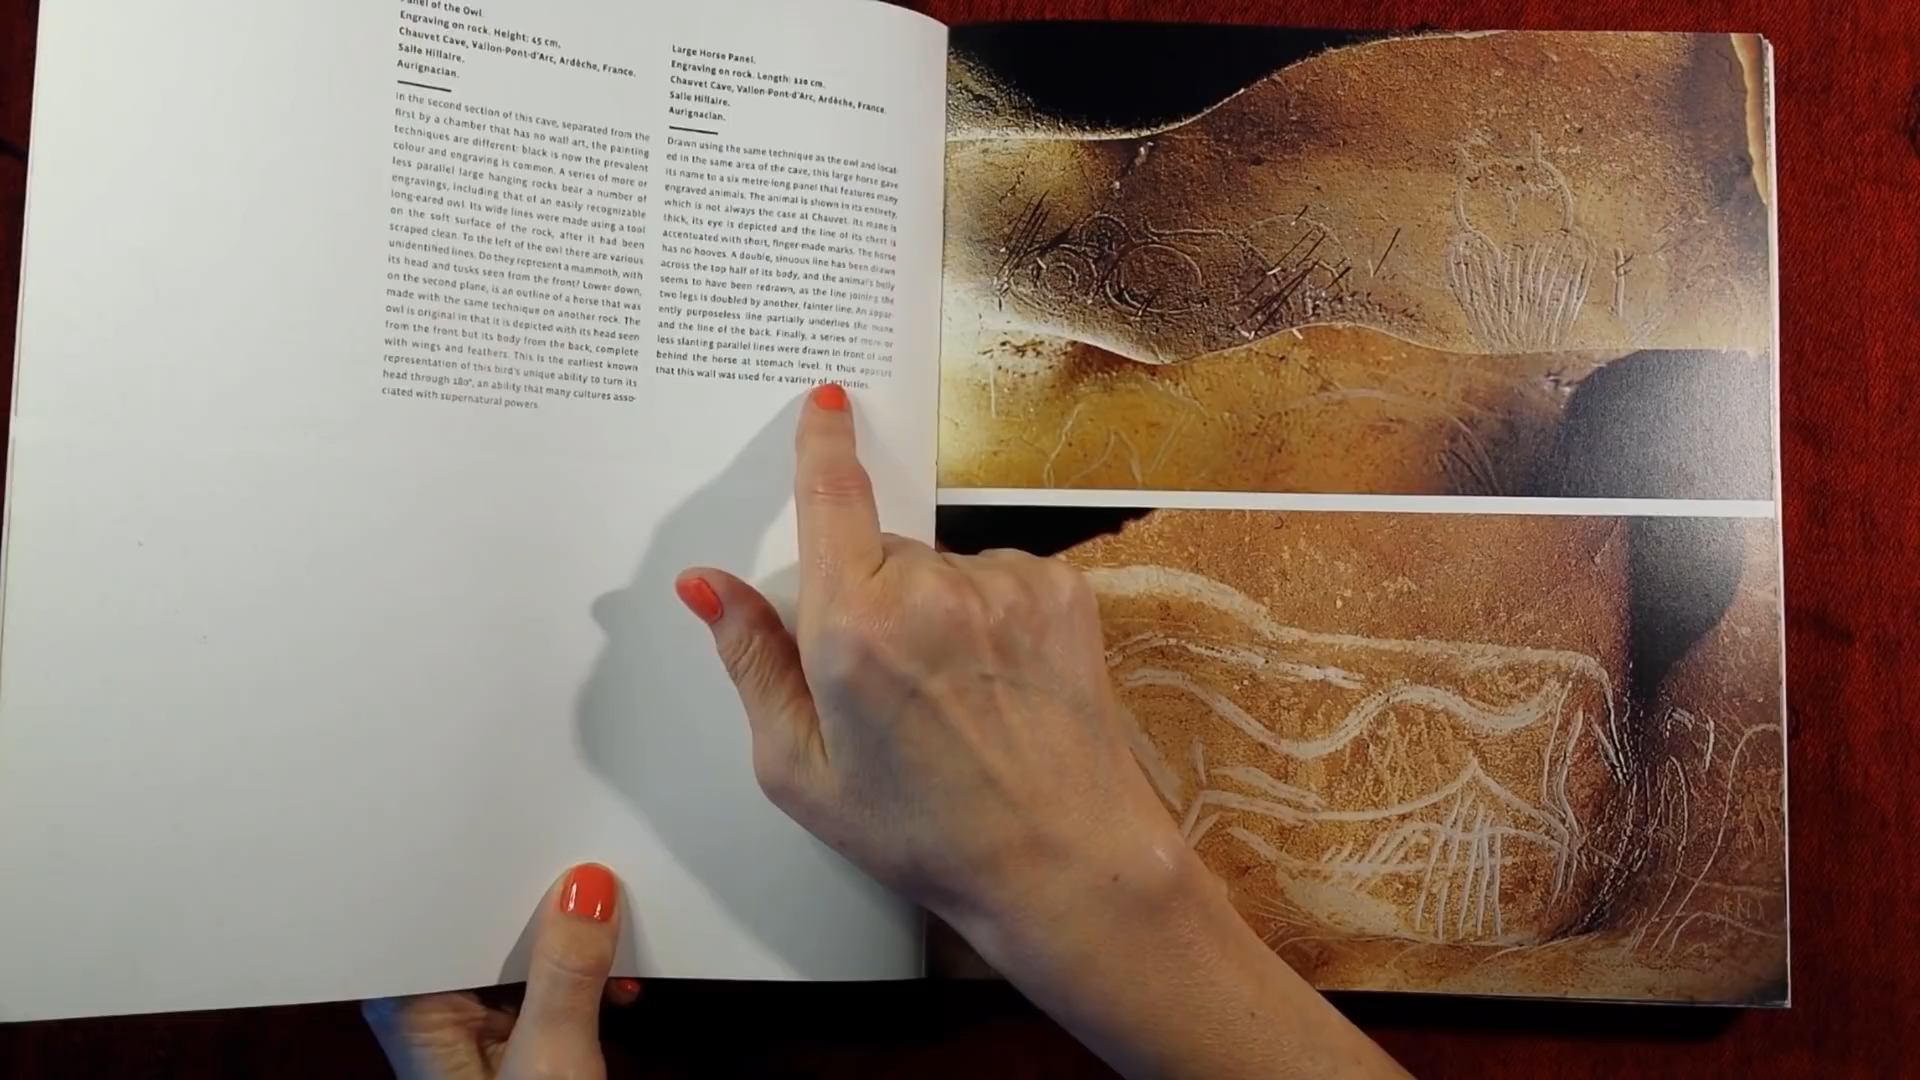 Panel of the Owl.
Engraving on rock. Height: 45 cm.
Chauvet Cave, Vallon-Pont-d'Arc, Ardèche, France.
Salle Hillaire.
Aurignacian.
In the second section of this cave, separated from the
first by a chamber that has no wall art, the painting
techniques are different: black is now the prevalent
colour and engraving is common. A series of more or
less parallel large hanging rocks bear a number of
engravings, including that of an easily recognizable
long-eared owl. Its wide lines were made using a tool
on the soft surface of the rock, after it had been
scraped clean. To the left of the owl there are various
unidentified lines. Do they represent a mammoth, with
its head and tusks seen from the front? Lower down,
on the second plane, is an outline of a horse that was
made with the same technique on another rock. The
owl is original in that it is depicted with its head seen
from the front but its body from the back, complete
with wings and feathers. This is the earliest known
representation of this bird's unique ability to turn its
head through 180°, an ability that many cultures asso-
ciated with supernatural powers.
Large Horse Panel.
Engraving on rock. Length: 120 cm.
Chauvet Cave, Vallon-Pont-d'Arc, Ardèche, France.
Salle Hillaire.
Aurignacian.
Drawn using the same technique as the owl and locat-
ed in the same area of the cave, this large horse gave
its name to a six metre-long panel that features many
engraved animals. The animal is shown in its entirety,
which is not always the case at Chauvet. Its mane is
thick, its eye is depicted and the line of its chest is
accentuated with short, finger-made marks. The horse
has no hooves. A double, sinuous line has been drawn
across the top half of its body, and the animal's belly
seems to have been redrawn, as the line joining the
two legs is doubled by another, fainter line. An appar-
ently purposeless line partially underlies the mane
and the line of the back. Finally, a series of more or
less slanting parallel lines were drawn in front of and
behind the horse at stomach level. It thus appears
that this wall was used for a variety of activities.